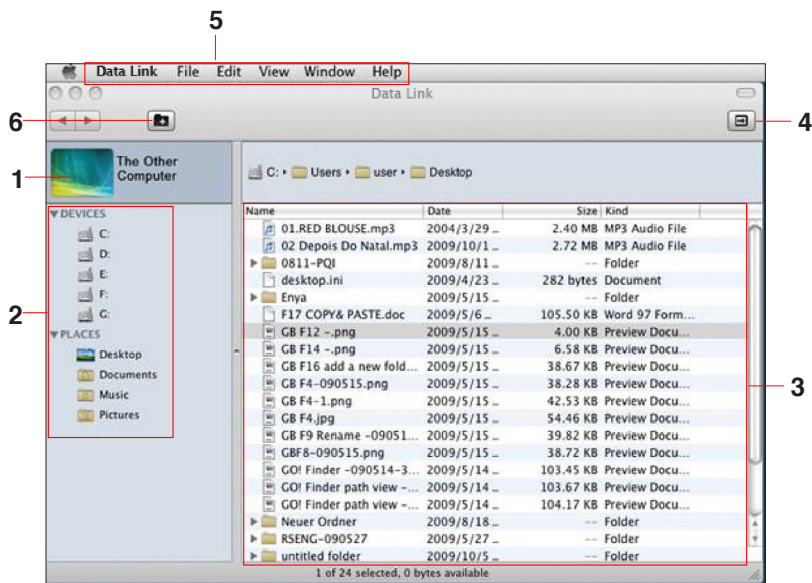 5
Data Link File Edit View Window Help
Data Link
6
4
1
The Other
Computer
C: Users user Desktop
2
DEVICES
C:
D:
E:
F:
G:
PLACES
Desktop
Documents
Music
Pictures
3
Name Date Size Kind
01.RED BLOUSE.mp3 2004/3/29 ... 2.40 MB MP3 Audio File
02 Depois Do Natal.mp3 2009/10/1 ... 2.72 MB MP3 Audio File
0811-PQI 2009/8/11 ... -- Folder
desktop.ini 2009/4/23 ... 282 bytes Document
Enya 2009/5/15 ... -- Folder
F17 COPY& PASTE.doc 2009/5/6 ... 105.50 KB Word 97 Form...
GB F12 -.png 2009/5/15 ... 4.00 KB Preview Docu...
GB F14 -.png 2009/5/15 ... 6.58 KB Preview Docu...
GB F16 add a new fold... 2009/5/15 ... 38.67 KB Preview Docu...
GB F4-090515.png 2009/5/15 ... 38.28 KB Preview Docu...
GB F4-1.png 2009/5/15 ... 42.53 KB Preview Docu...
GB F4.jpg 2009/5/15 ... 54.46 KB Preview Docu...
GB F9 Rename -09051... 2009/5/15 ... 39.82 KB Preview Docu...
GBF8-090515.png 2009/5/15 ... 38.72 KB Preview Docu...
GO! Finder -090514-3... 2009/5/14 ... 103.45 KB Preview Docu...
GO! Finder path view -... 2009/5/14 ... 103.67 KB Preview Docu...
GO! Finder path view -... 2009/5/14 ... 104.17 KB Preview Docu...
Neuer Ordner 2009/8/18 ... -- Folder
RSENG-090527 2009/5/27 ... -- Folder
untitled folder 2009/10/5 ... -- Folder
1 of 24 selected, 0 bytes available